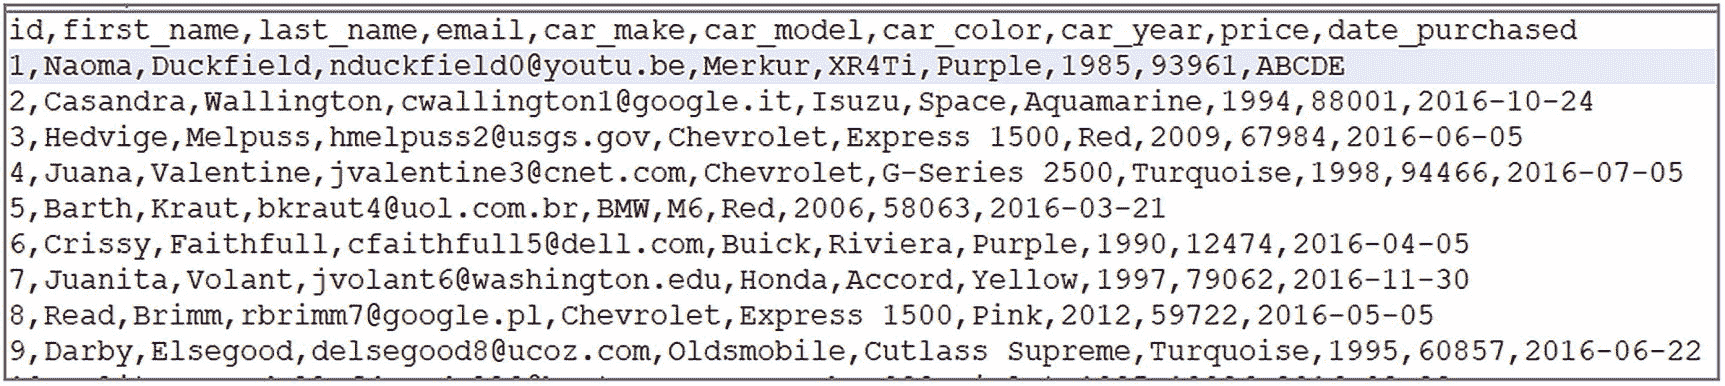 id,first_name,last_name,email,car_make,car_model,car_color,car_year,price,date_purchased
1,Naoma,Duckfield,nduckfield0@youtu.be,Merkur,XR4Ti,Purple,1985,93961,ABCDE
2,Casandra,Wallington,cwallington1@google.it,Isuzu,Space,Aquamarine,1994,88001,2016-10-24
3,Hedvige,Melpuss,hmelpuss2@usgs.gov,Chevrolet,Express 1500,Red,2009,67984,2016-06-05
4,Juana,Valentine,jvalentine3@cnet.com,Chevrolet,G-Series 2500,Turquoise,1998,94466,2016-07-05
5,Barth,Kraut,bkraut4@uol.com.br,BMW,M6,Red,2006,58063,2016-03-21
6,Crissy,Faithfull,cfaithfull5@dell.com,Buick,Riviera,Purple,1990,12474,2016-04-05
7,Juanita,Volant,jvolant6@washington.edu,Honda,Accord,Yellow,1997,79062,2016-11-30
8,Read,Brimm,rbrimm7@google.pl,Chevrolet,Express 1500,Pink,2012,59722,2016-05-05
9,Darby,Elsegood,delsegood8@ucoz.com,Oldsmobile,Cutlass Supreme,Turquoise,1995,60857,2016-06-22